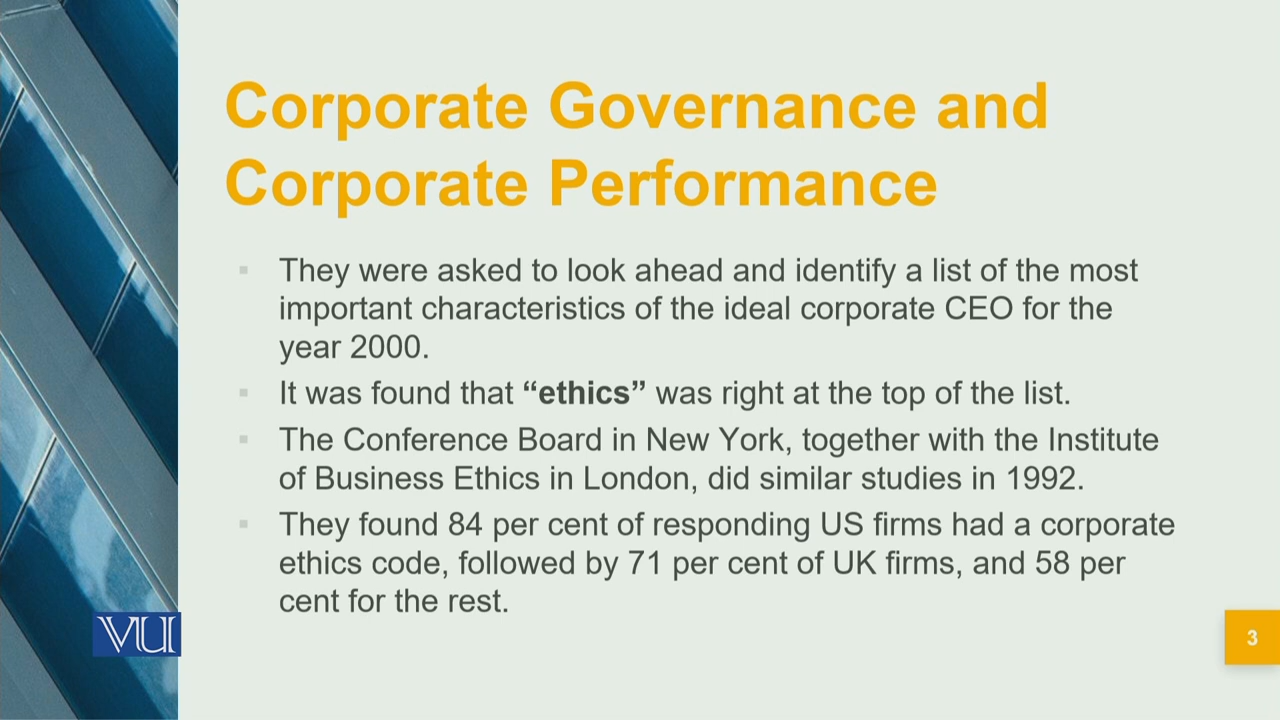 Corporate Governance and
Corporate Performance
▪ They were asked to look ahead and identify a list of the most
important characteristics of the ideal corporate CEO for the
year 2000.
▪ It was found that “ethics” was right at the top of the list.
▪ The Conference Board in New York, together with the Institute
of Business Ethics in London, did similar studies in 1992.
▪ They found 84 per cent of responding US firms had a corporate
ethics code, followed by 71 per cent of UK firms, and 58 per
cent for the rest.
VU
3